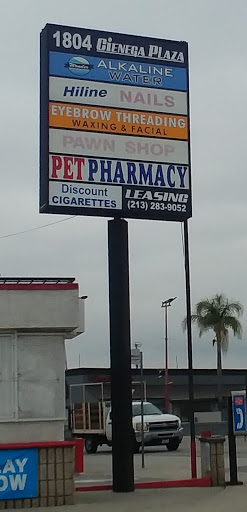 1804 CIENEGA PLAZA
ALKALINE
WATER
Hiline NAILS
EYEBROW THREADING
WAXING & FACIAL
PAWN SHOP
PET PHARMACY
Discount
CIGARETTES
LEASING
(213) 283-9052
LAY
OW